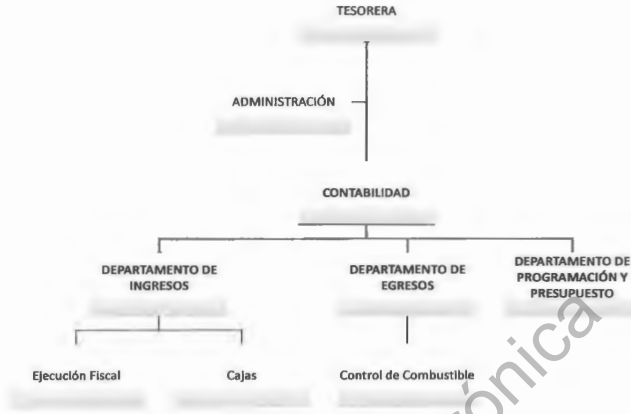 TESORERA
ADMINISTRACIÓN
CONTABILIDAD
DEPARTAMENTO DE
INGRESOS
DEPARTAMENTO DE
EGRESOS
DEPARTAMENTO DE
PROGRAMACIÓN Y
PRESUPUESTO
Ejecución Fiscal
Cajas
Control de Combustible
ónica